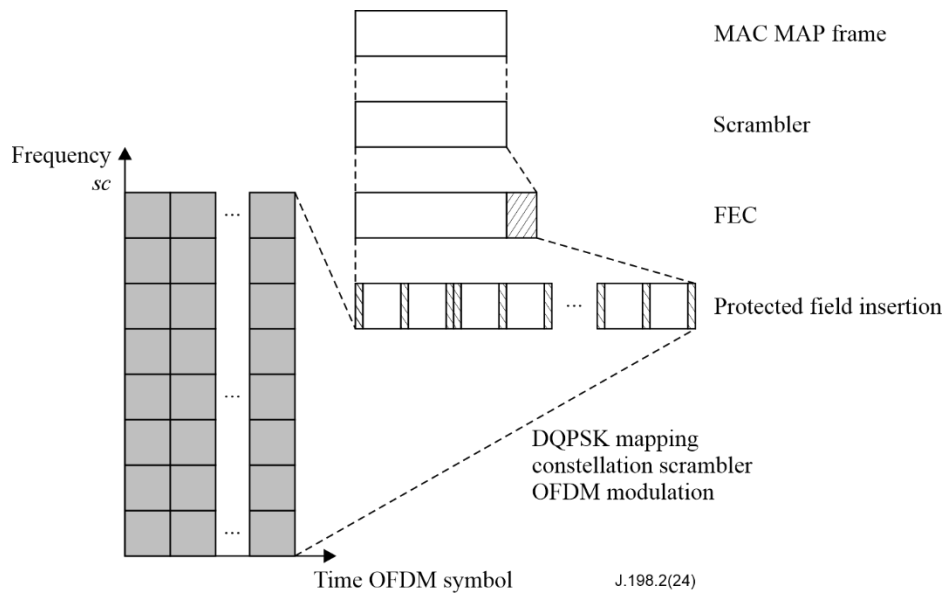 MAC MAP frame
Scrambler
Frequency
sc
...
FEC
...
Protected field insertion
...
DQPSK mapping
constellation scrambler
OFDM modulation
...
Time OFDM symbol
J.198.2(24)